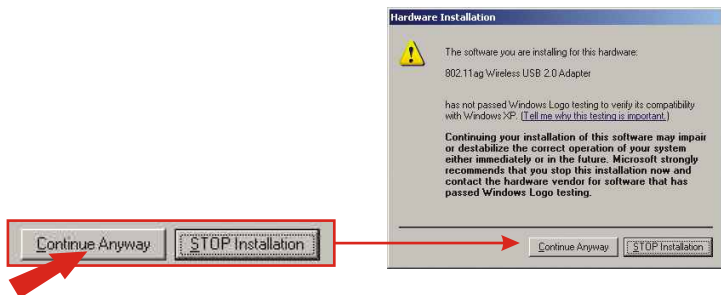 Hardware Installation
The software you are installing for this hardware:
802.11ag Wireless USB 2.0 Adapter
has not passed Windows Logo testing to verify its compatibility
with Windows XP. (Tell me why this testing is important.)
Continuing your installation of this software may impair
or destabilize the correct operation of your system
either immediately or in the future. Microsoft strongly
recommends that you stop this installation now and
contact the hardware vendor for software that has
passed Windows Logo testing.
Continue Anyway STOP Installation
Continue Anyway STOP Installation